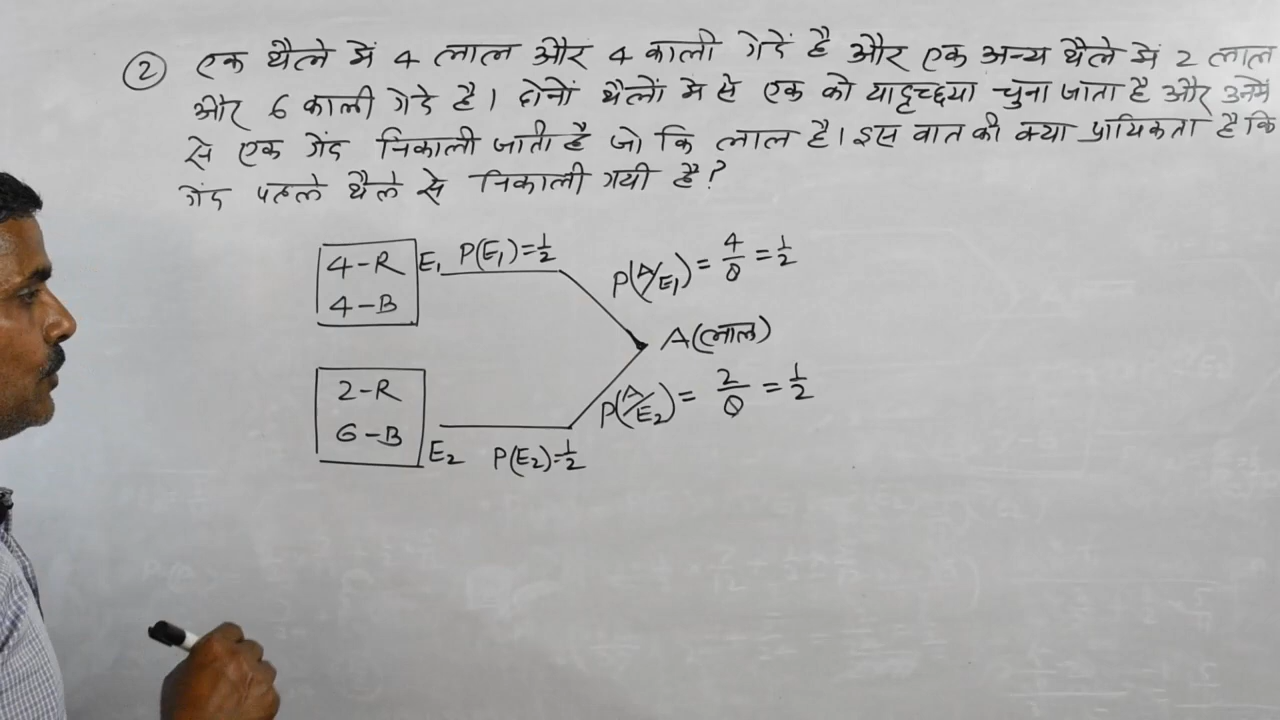 ② एक थैले में 4 लाल और 4 काली गेदें है और एक अन्य थैले में 2 लाल
और 6 काली गेदे है। दोनों थैलों मे से एक को यादृच्छया चुना जाता है और उनमें
से एक गेंद निकाली जाती है जो कि लाल है। इस बात की क्या प्रायिकता है कि
गेंद पहले थैले से निकाली गयी है?
4-R E₁ P(E₁)=1/2 P(A/E₁) = 4/8 = 1/2
4-B
A(लाल)
2-R P(A/E₂) = 2/8 = 1/2
6-B
E₂ P(E₂)=1/2